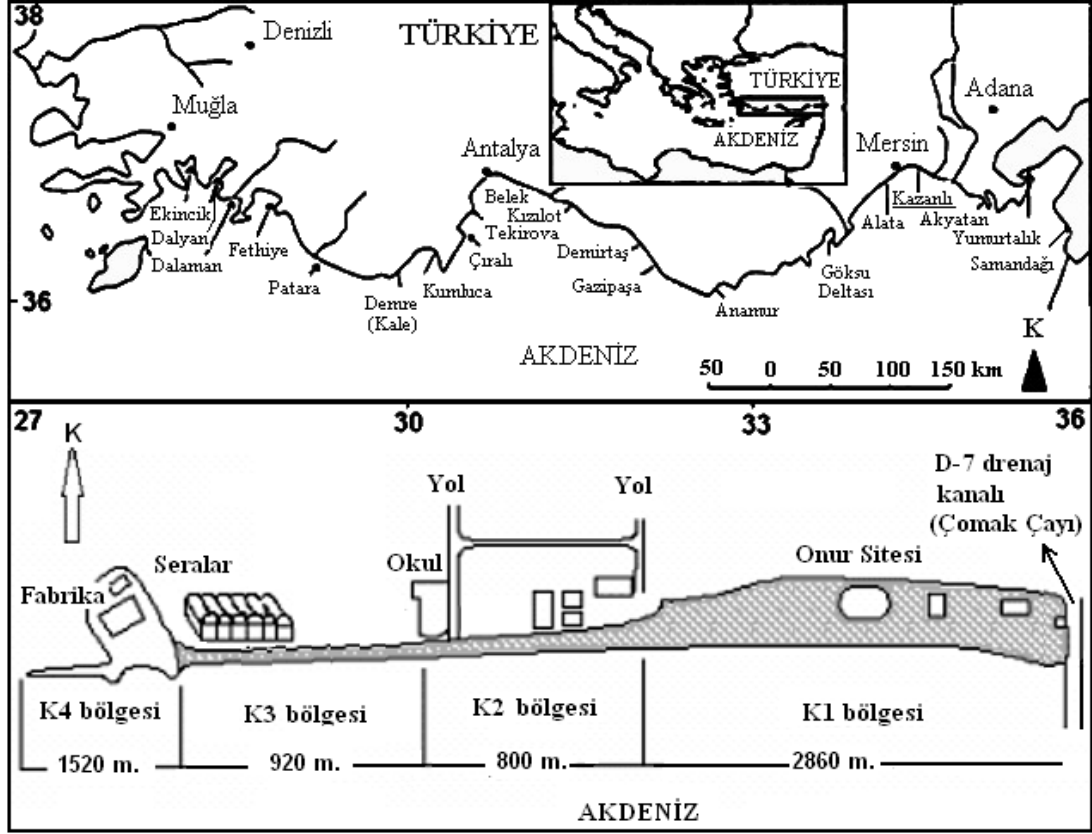 38
Denizli
TÜRKİYE
TÜRKİYE
AKDENİZ
Muğla
Adana
Antalya
Mersin
Belek
Kızılot
Tekirova
Çıralı
Demirtaş
Gazipaşa
Anamur
Göksu
Deltası
Alata
Kazanlı
Akyatan
Yumurtalık
Samandağı
Ekincik
Dalyan
Dalaman
Fethiye
Patara
Demre
(Kale)
Kumluca
36
AKDENİZ
K
50 0 50 100 150 km
27 30 33 36
K
D-7 drenaj
kanalı
(Çomak Çayı)
Yol
Yol
Okul
Onur Sitesi
Seralar
Fabrika
K4 bölgesi
K3 bölgesi
K2 bölgesi
K1 bölgesi
1520 m.
920 m.
800 m.
2860 m.
AKDENİZ